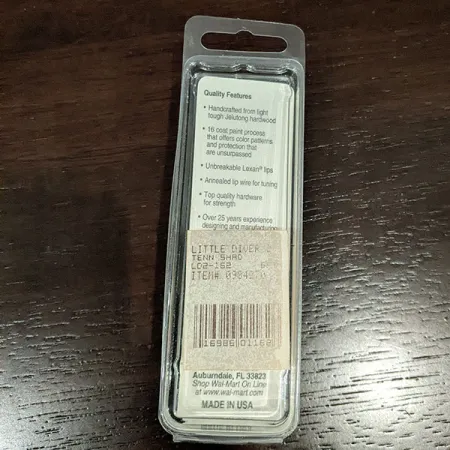 Quality Features
• Handcrafted from light
tough Jelutong hardwood
• 16 coat paint process
that offers color patterns
and protection that
are unsurpassed
• Unbreakable Lexan® lips
• Annealed lip wire for tuning
• Top quality hardware
for strength
• Over 25 years experience
designing and manufacturing
LITTLE DIVER
TENN SHAD
LD2-162
ITEM#
Auburndale, FL 33823
Shop Wal-Mart On Line
at www.wal-mart.com
MADE IN USA